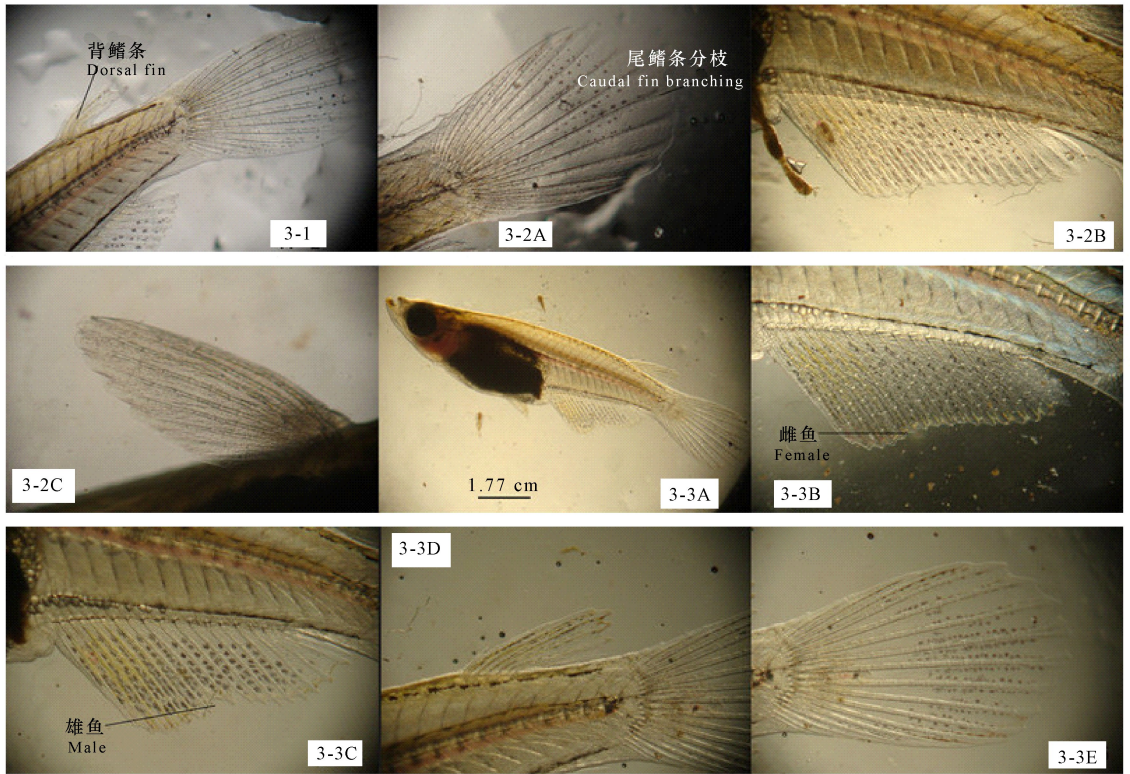 背鳍条
Dorsal fin
3-1
尾鳍条分枝
Caudal fin branching
3-2A
3-2B
3-2C
1.77 cm
3-3A
雌鱼
Female
3-3B
雄鱼
Male
3-3C
3-3D
3-3E